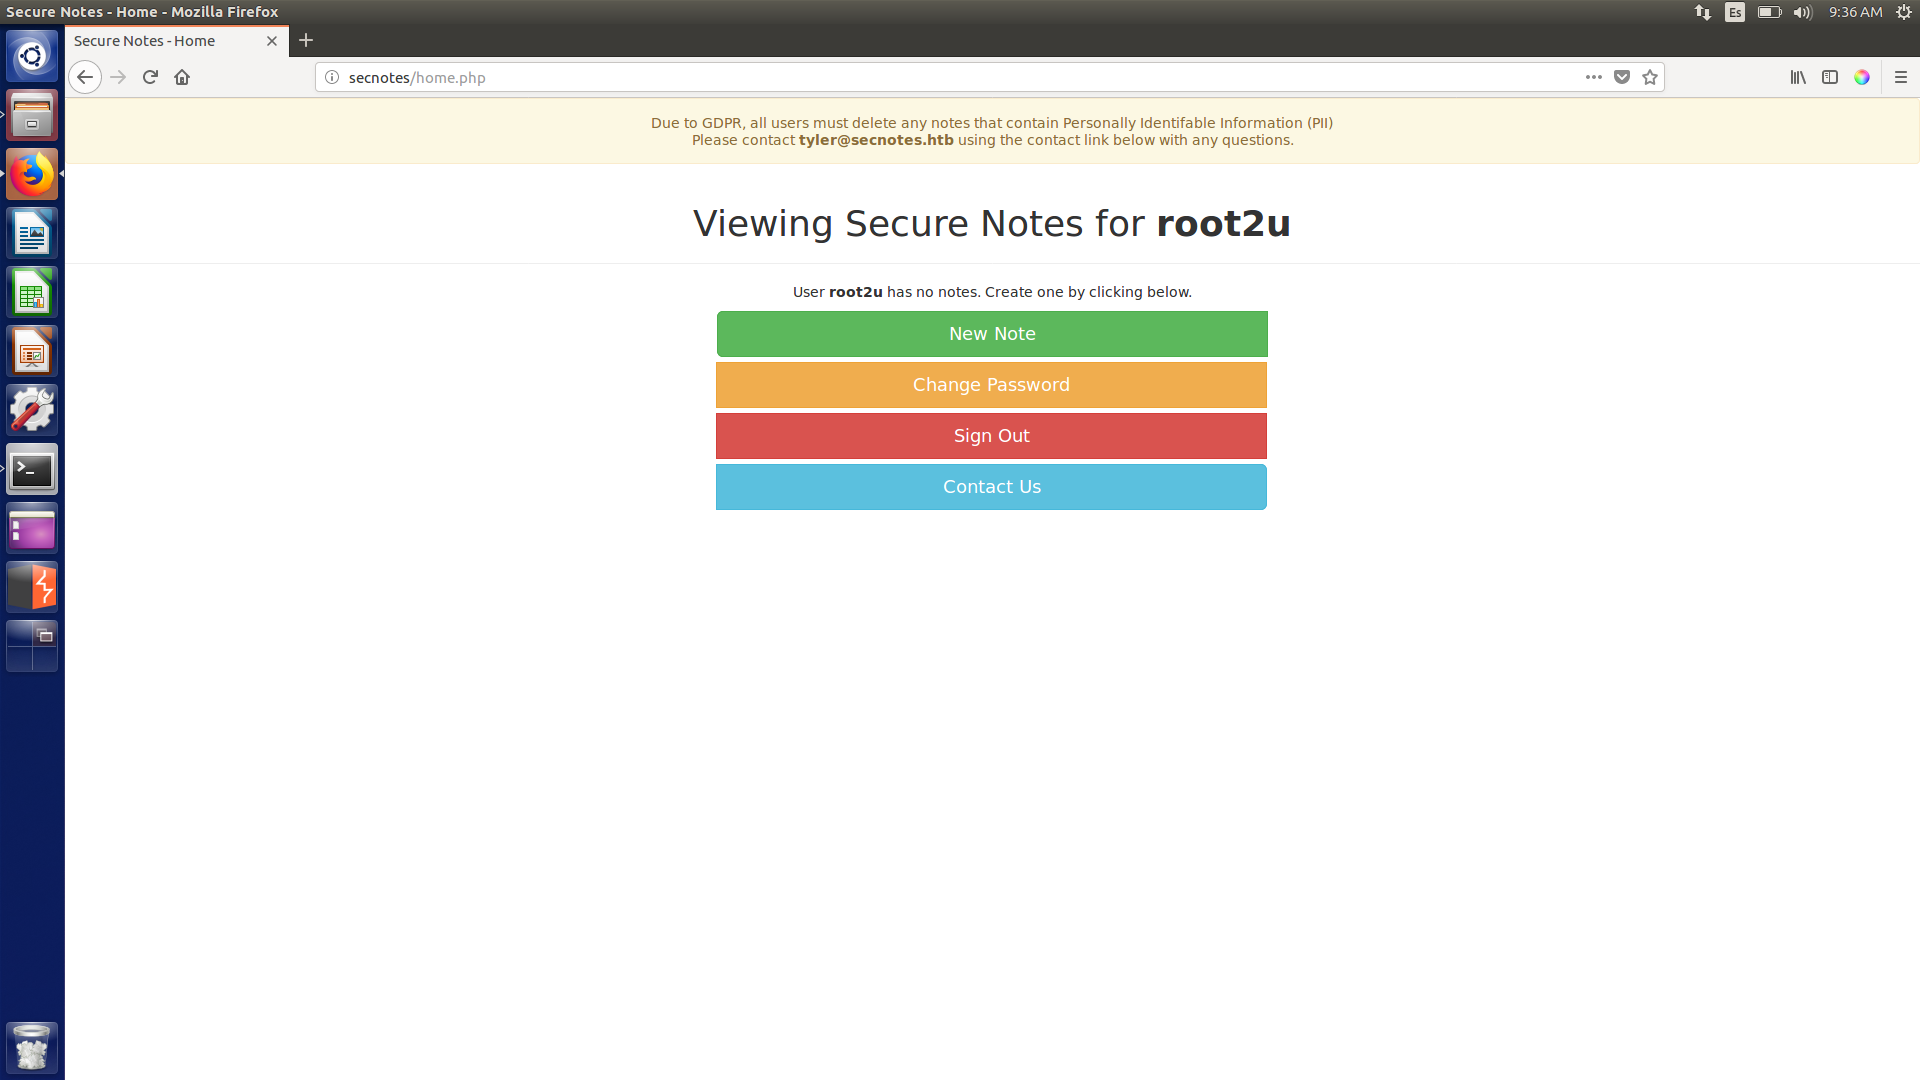 Secure Notes - Home - Mozilla Firefox
Es
9:36 AM
Secure Notes - Home
secnotes/home.php
Due to GDPR, all users must delete any notes that contain Personally Identifable Information (PII)
Please contact tyler@secnotes.htb using the contact link below with any questions.
Viewing Secure Notes for root2u
User root2u has no notes. Create one by clicking below.
New Note
Change Password
Sign Out
Contact Us